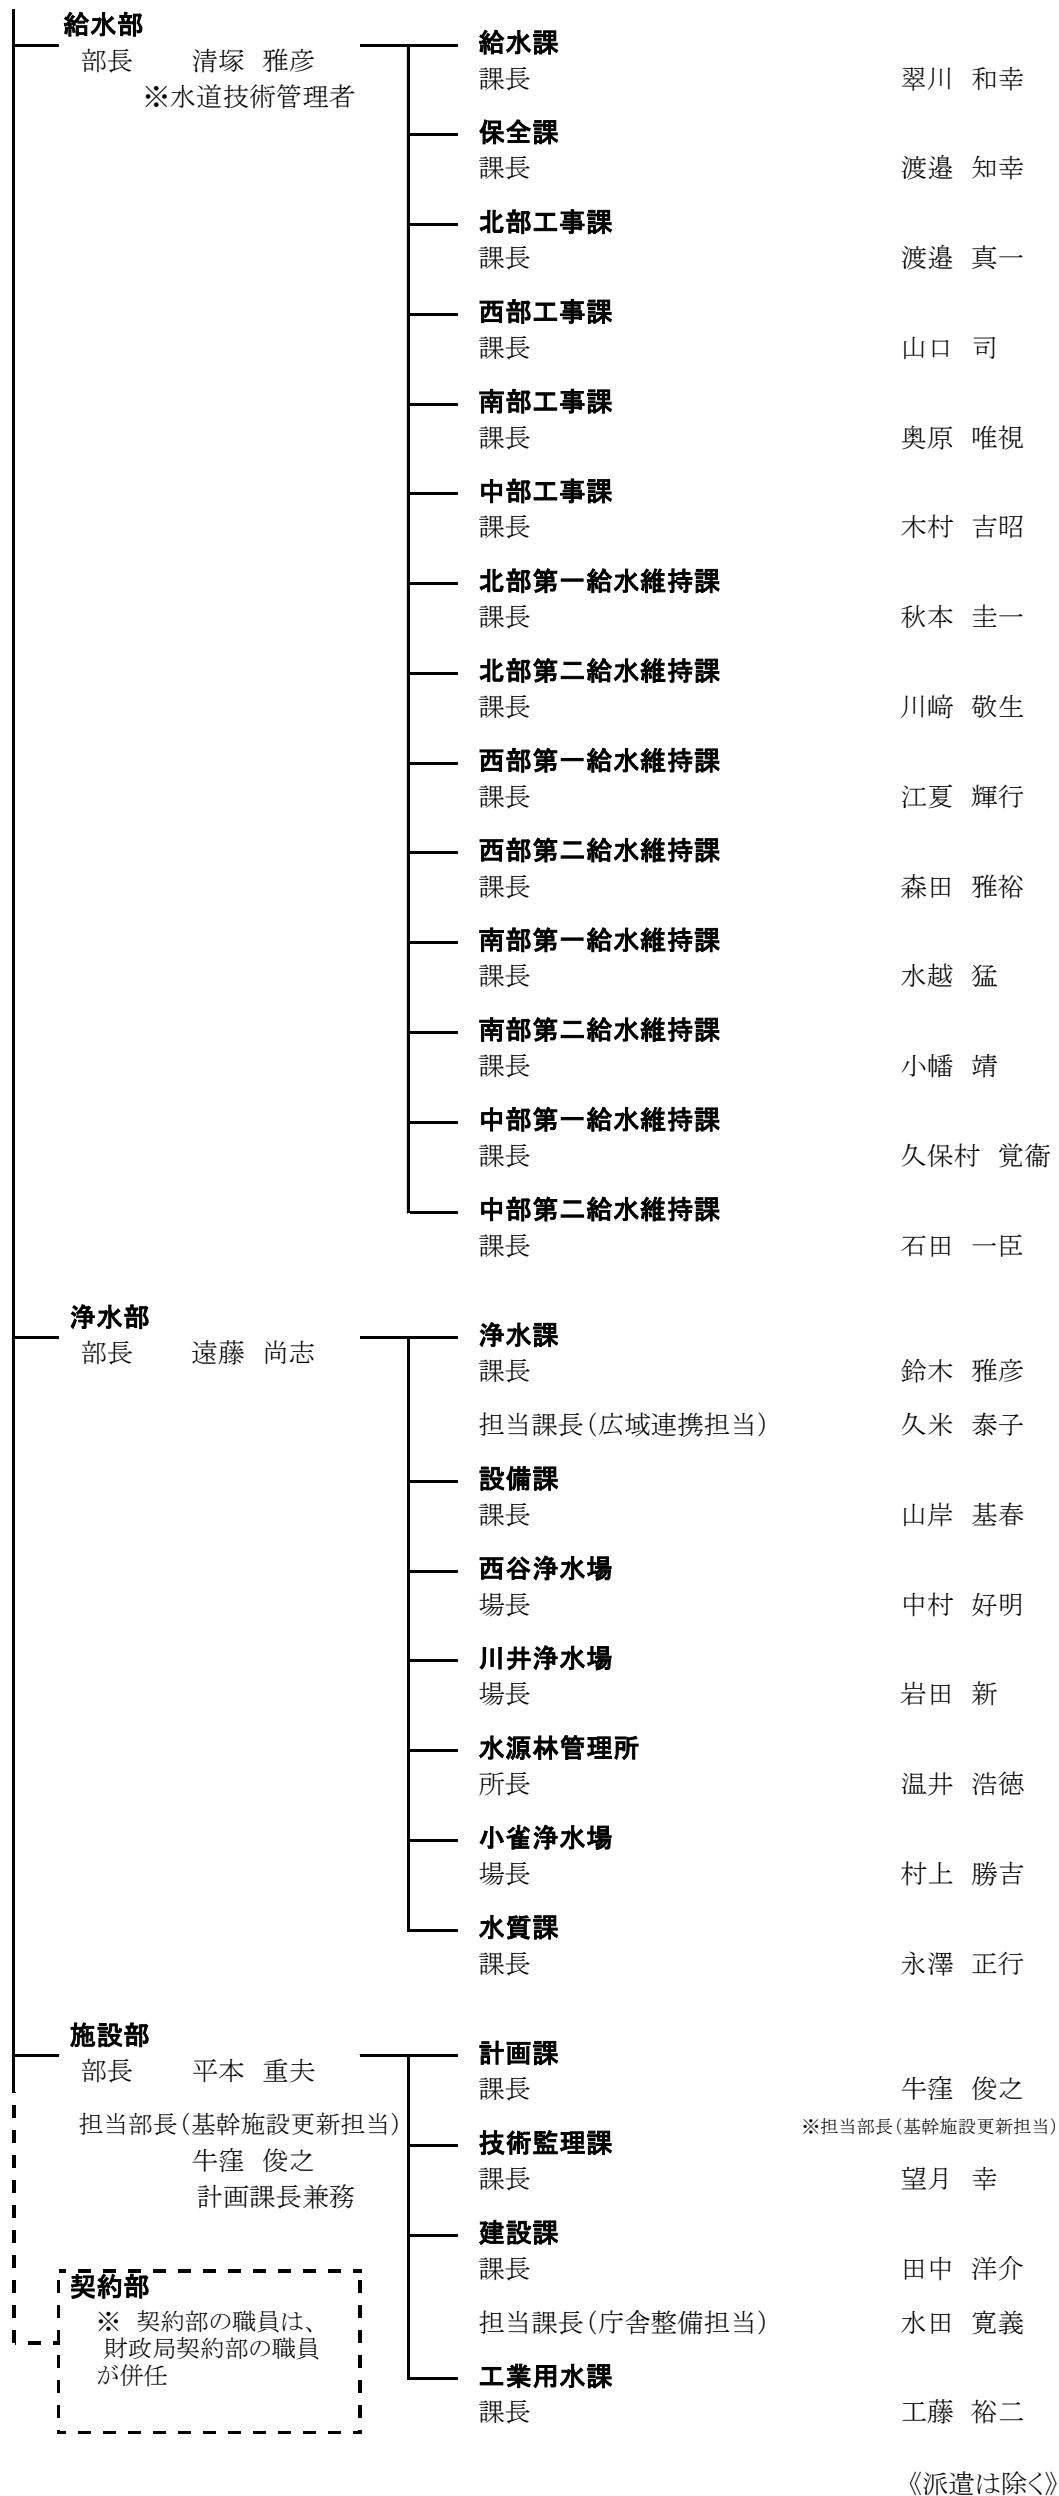 給水部
部長 清塚 雅彦
※水道技術管理者
給水課
課長 翠川 和幸
保全課
課長 渡邉 知幸
北部工事課
課長 渡邉 真一
西部工事課
課長 山口 司
南部工事課
課長 奥原 唯視
中部工事課
課長 木村 吉昭
北部第一給水維持課
課長 秋本 圭一
北部第二給水維持課
課長 川﨑 敬生
西部第一給水維持課
課長 江夏 輝行
西部第二給水維持課
課長 森田 雅裕
南部第一給水維持課
課長 水越 猛
南部第二給水維持課
課長 小幡 靖
中部第一給水維持課
課長 久保村 覚衞
中部第二給水維持課
課長 石田 一臣
浄水部
部長 遠藤 尚志
浄水課
課長 鈴木 雅彦
担当課長(広域連携担当) 久米 泰子
設備課
課長 山岸 基春
西谷浄水場
場長 中村 好明
川井浄水場
場長 岩田 新
水源林管理所
所長 温井 浩徳
小雀浄水場
場長 村上 勝吉
水質課
課長 永澤 正行
施設部
部長 平本 重夫
担当部長(基幹施設更新担当)
牛窪 俊之
計画課長兼務
計画課
課長 牛窪 俊之
※担当部長(基幹施設更新担当)
技術監理課
課長 望月 幸
建設課
課長 田中 洋介
担当課長(庁舎整備担当) 水田 寛義
工業用水課
課長 工藤 裕二
契約部
※ 契約部の職員は、
財政局契約部の職員
が併任
《派遣は除く》